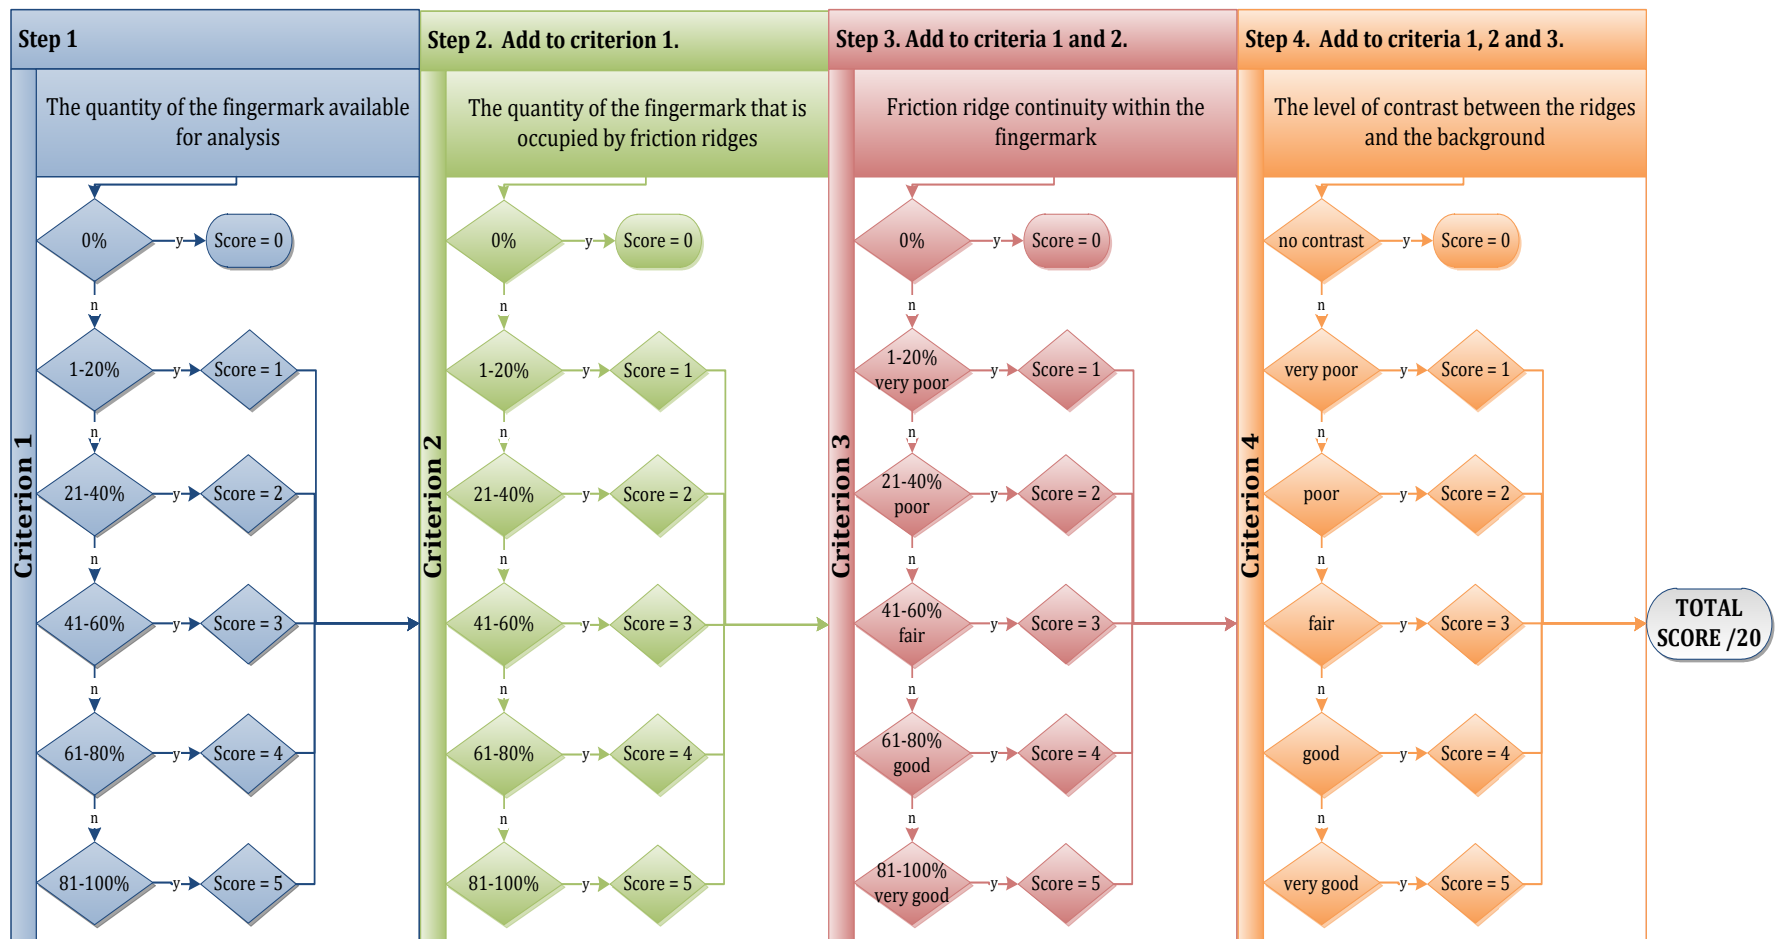 Step 1
Criterion 1
The quantity of the fingermark available
for analysis
0%
y
Score = 0
n
1-20%
y
Score = 1
n
21-40%
y
Score = 2
n
41-60%
y
Score = 3
n
61-80%
y
Score = 4
n
81-100%
y
Score = 5
Step 2. Add to criterion 1.
Criterion 2
The quantity of the fingermark that is
occupied by friction ridges
0%
y
Score = 0
n
1-20%
y
Score = 1
n
21-40%
y
Score = 2
n
41-60%
y
Score = 3
n
61-80%
y
Score = 4
n
81-100%
y
Score = 5
Step 3. Add to criteria 1 and 2.
Criterion 3
Friction ridge continuity within the
fingermark
0%
y
Score = 0
n
1-20%
very poor
y
Score = 1
n
21-40%
poor
y
Score = 2
n
41-60%
fair
y
Score = 3
n
61-80%
good
y
Score = 4
n
81-100%
very good
y
Score = 5
Step 4. Add to criteria 1, 2 and 3.
Criterion 4
The level of contrast between the ridges
and the background
no contrast
y
Score = 0
n
very poor
y
Score = 1
n
poor
y
Score = 2
n
fair
y
Score = 3
n
good
y
Score = 4
n
very good
y
Score = 5
TOTAL
SCORE /20